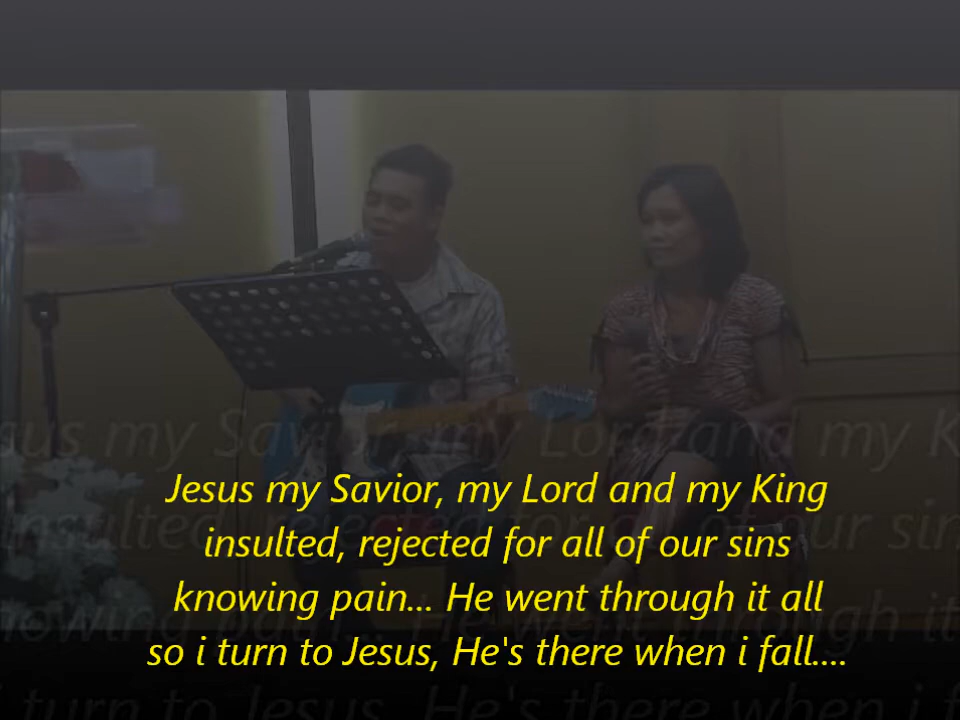 Jesus my Savior, my Lord and my King
insulted, rejected for all of our sins
knowing pain... He went through it all
so i turn to Jesus, He's there when i fall....